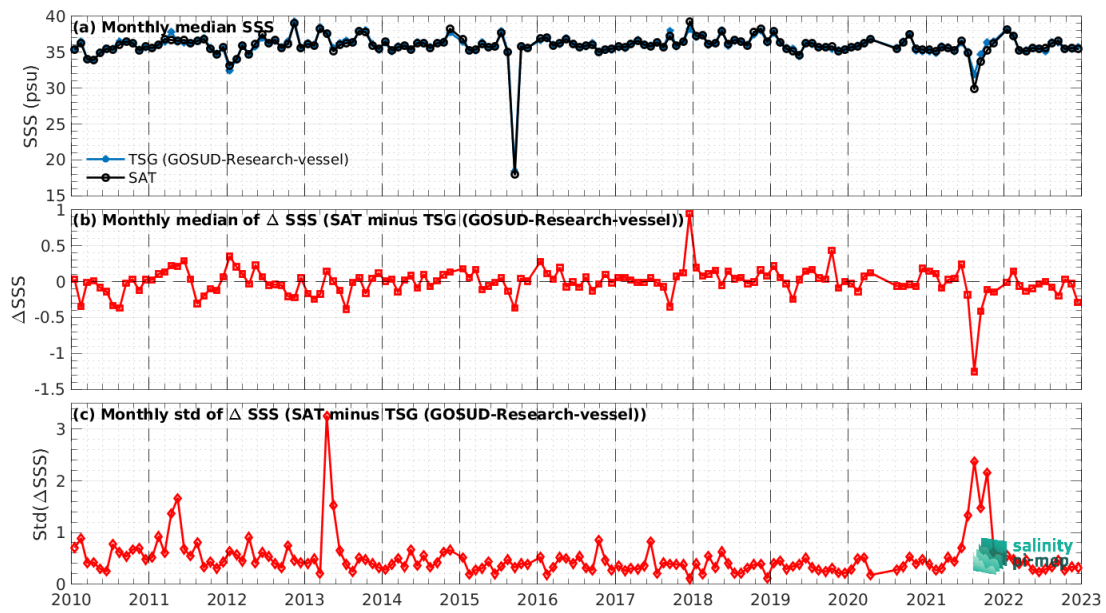 (a) Monthly median SSS
40
35
30
25
20
15
SSS (psu)
TSG (GOSUD-Research-vessel)
SAT
(b) Monthly median of △ SSS (SAT minus TSG (GOSUD-Research-vessel))
1
0.5
0
-0.5
-1
-1.5
△SSS
(c) Monthly std of △ SSS (SAT minus TSG (GOSUD-Research-vessel))
3
2
1
0
Std(△SSS)
salinity
pi-mep
2010 2011 2012 2013 2014 2015 2016 2017 2018 2019 2020 2021 2022 2023